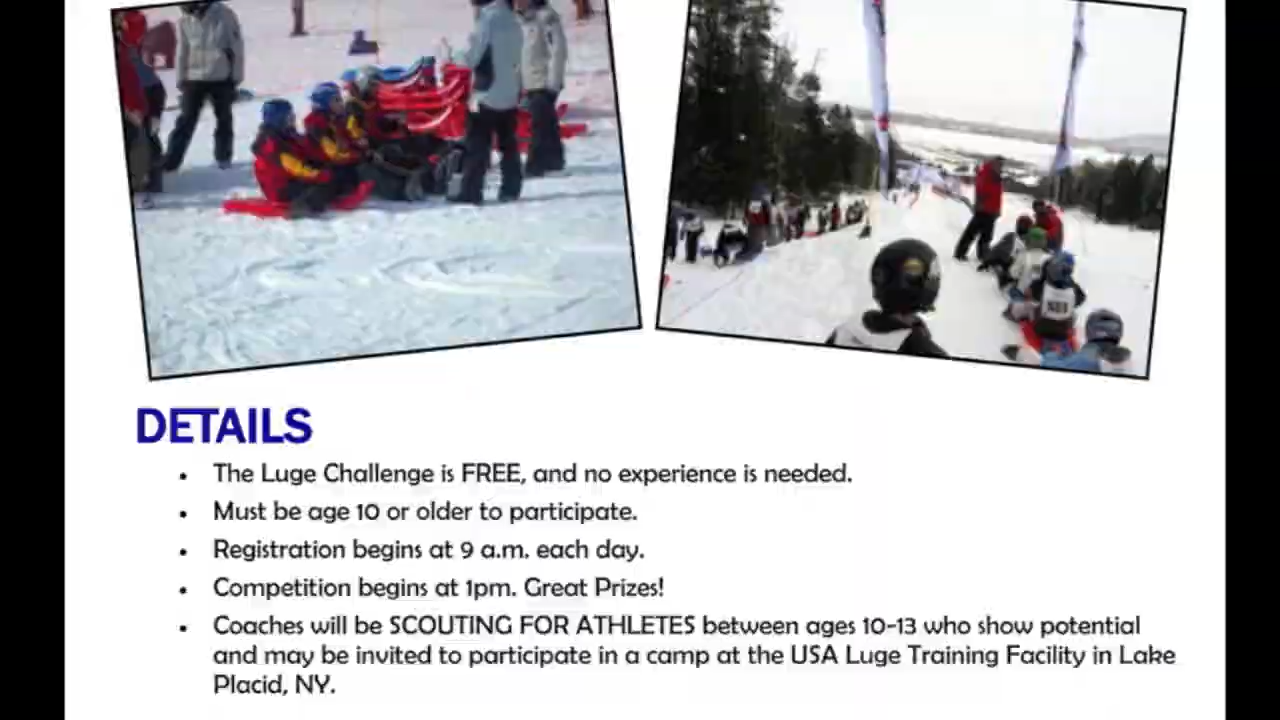 DETAILS
• The Luge Challenge is FREE, and no experience is needed.
• Must be age 10 or older to participate.
• Registration begins at 9 a.m. each day.
• Competition begins at 1pm. Great Prizes!
• Coaches will be SCOUTING FOR ATHLETES between ages 10-13 who show potential
and may be invited to participate in a camp at the USA Luge Training Facility in Lake
Placid, NY.